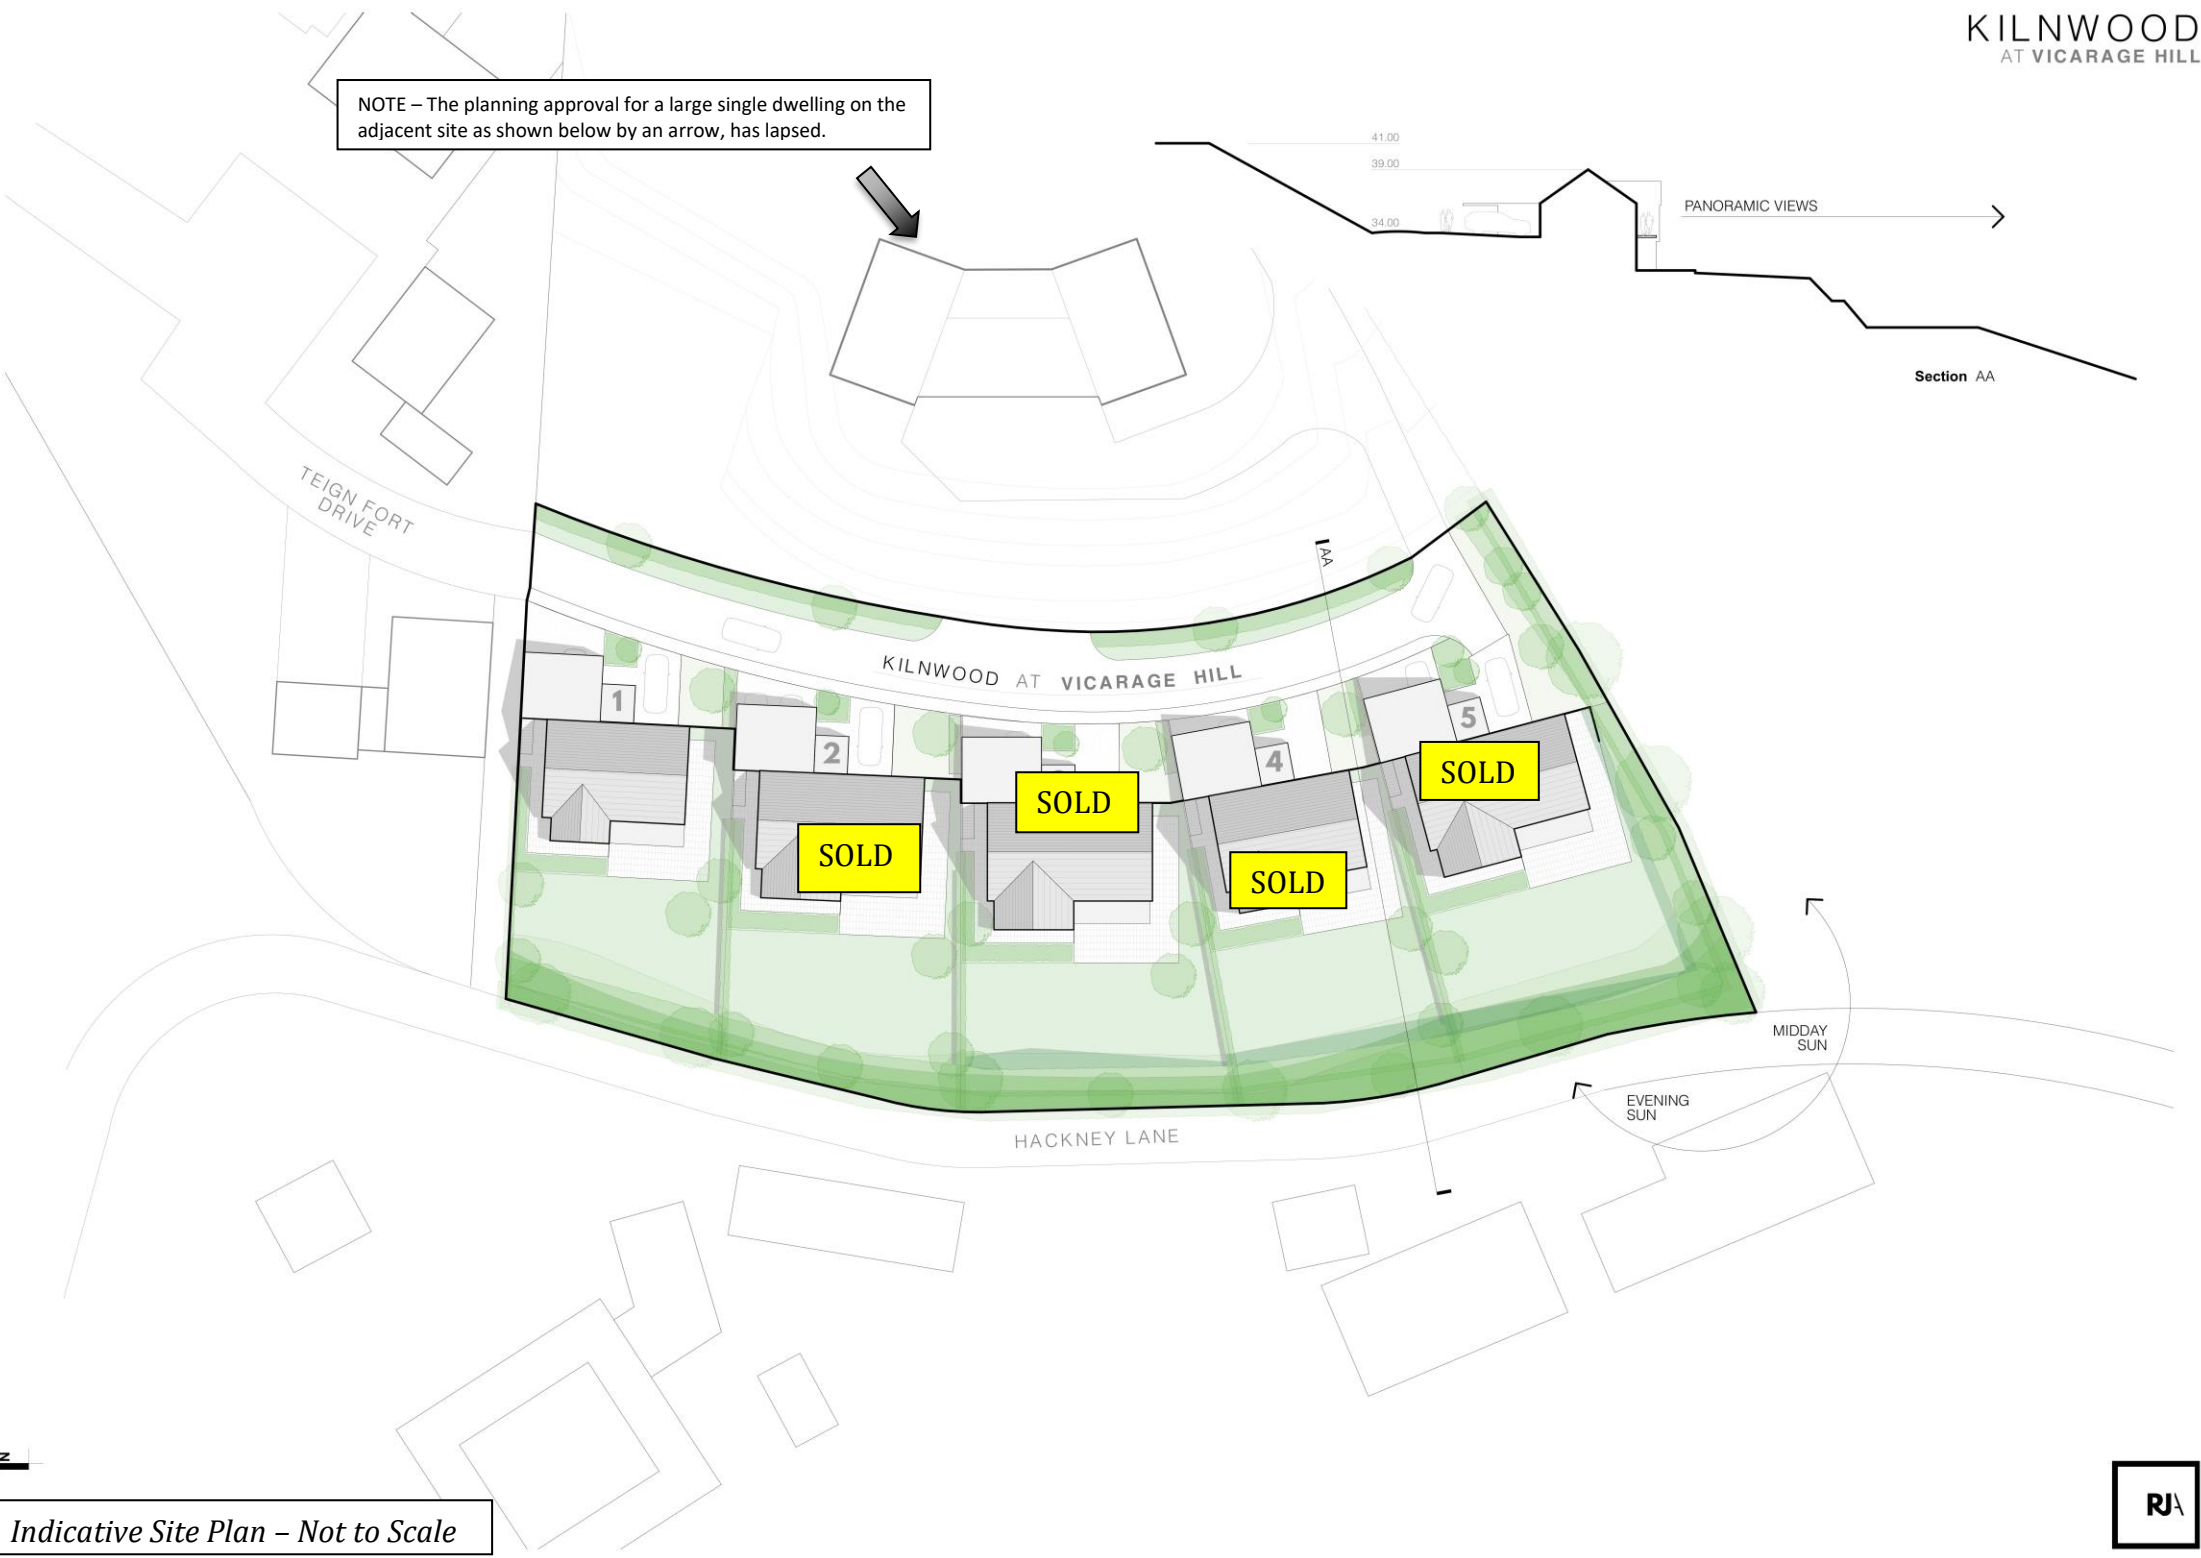 KILNWOOD
AT VICARAGE HILL
NOTE – The planning approval for a large single dwelling on the
adjacent site as shown below by an arrow, has lapsed.
41.00
39.00
34.00
PANORAMIC VIEWS
Section AA
TEIGN FORT
DRIVE
AA
KILNWOOD AT VICARAGE HILL
1
2
4
5
SOLD
SOLD
SOLD
SOLD
MIDDAY
SUN
EVENING
SUN
HACKNEY LANE
N
Indicative Site Plan – Not to Scale
RJA